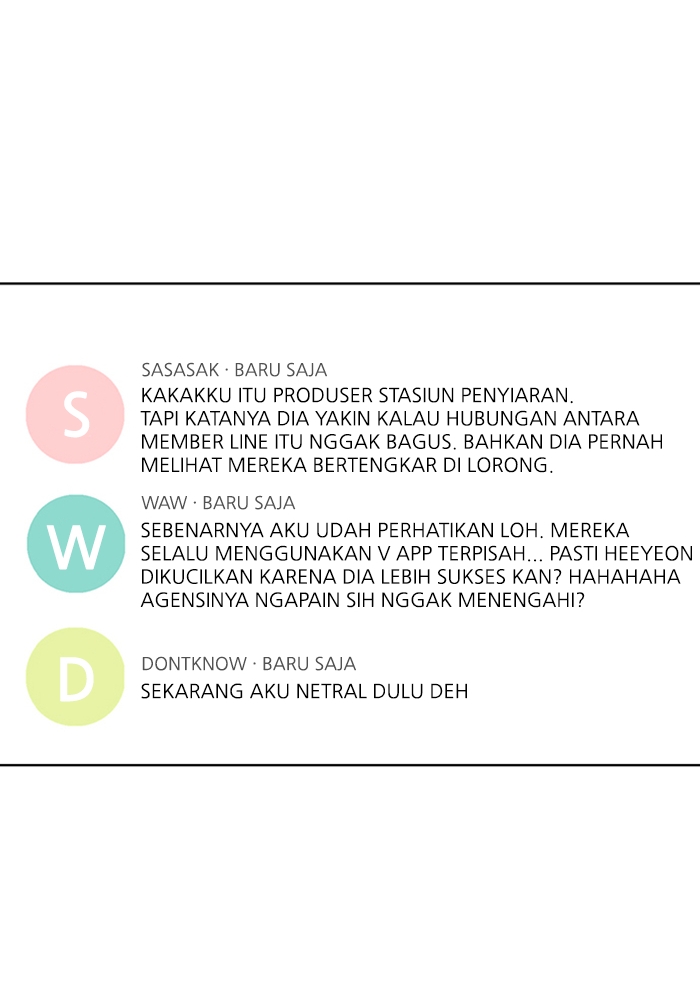 S
SASASAK · BARU SAJA
KAKAKKU ITU PRODUSER STASIUN PENYIARAN.
TAPI KATANYA DIA YAKIN KALAU HUBUNGAN ANTARA
MEMBER LINE ITU NGGAK BAGUS. BAHKAN DIA PERNAH
MELIHAT MEREKA BERTENGKAR DI LORONG.
W
WAW · BARU SAJA
SEBENARNYA AKU UDAH PERHATIKAN LOH. MEREKA
SELALU MENGGUNAKAN V APP TERPISAH... PASTI HEEYEON
DIKUCILKAN KARENA DIA LEBIH SUKSES KAN? HAHAHAHA
AGENSINYA NGAPAIN SIH NGGAK MENENGAHI?
D
DONTKNOW · BARU SAJA
SEKARANG AKU NETRAL DULU DEH